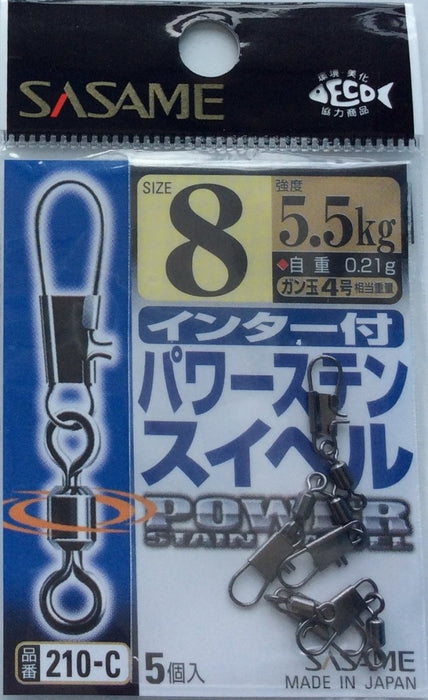 SASAME
環境・美化
ECO
協力商品
SIZE
8
強度
5.5kg
◆自重 0.21g
ガン玉4号相当重量
インター付
パワーステン
スイベル
POWER
品番
210-C
5個入
SASAME
MADE IN JAPAN